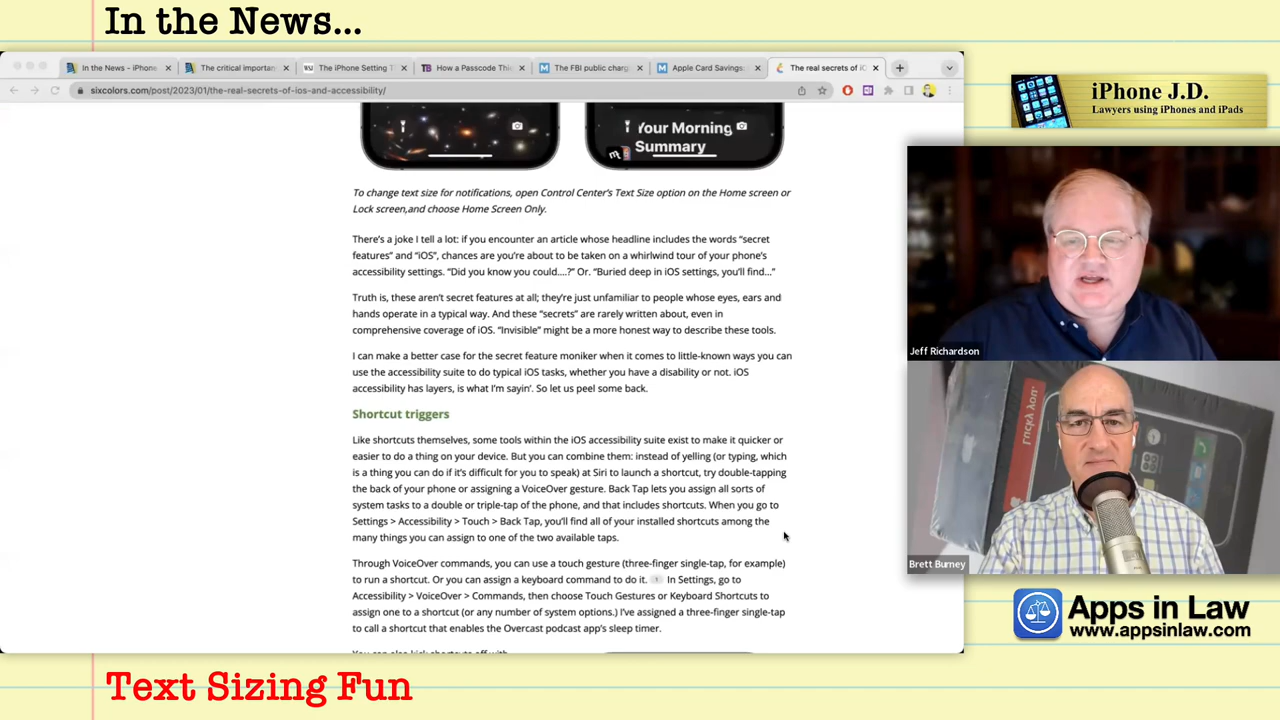 In the News...
In the News - iPhone
The critical importan
The iPhone Setting T
How a Passcode Thi
The FBI public charg
Apple Card Savings:
The real secrets of iO
sixcolors.com/post/2023/01/the-real-secrets-of-ios-and-accessibility/
Your Morning
Summary
To change text size for notifications, open Control Center's Text Size option on the Home screen or
Lock screen,and choose Home Screen Only.
There's a joke I tell a lot: if you encounter an article whose headline includes the words “secret
features” and “iOS”, chances are you're about to be taken on a whirlwind tour of your phone's
accessibility settings. “Did you know you could....?” Or. “Buried deep in iOS settings, you'll find...”
Truth is, these aren't secret features at all; they're just unfamiliar to people whose eyes, ears and
hands operate in a typical way. And these “secrets” are rarely written about, even in
comprehensive coverage of iOS. “Invisible” might be a more honest way to describe these tools.
I can make a better case for the secret feature moniker when it comes to little-known ways you can
use the accessibility suite to do typical iOS tasks, whether you have a disability or not. iOS
accessibility has layers, is what I'm sayin'. So let us peel some back.
Shortcut triggers
Like shortcuts themselves, some tools within the iOS accessibility suite exist to make it quicker or
easier to do a thing on your device. But you can combine them: instead of yelling (or typing, which
is a thing you can do if it's difficult for you to speak) at Siri to launch a shortcut, try double-tapping
the back of your phone or assigning a VoiceOver gesture. Back Tap lets you assign all sorts of
system tasks to a double or triple-tap of the phone, and that includes shortcuts. When you go to
Settings > Accessibility > Touch > Back Tap, you'll find all of your installed shortcuts among the
many things you can assign to one of the two available taps.
Through VoiceOver commands, you can use a touch gesture (three-finger single-tap, for example)
to run a shortcut. Or you can assign a keyboard command to do it. 1 In Settings, go to
Accessibility > VoiceOver > Commands, then choose Touch Gestures or Keyboard Shortcuts to
assign one to a shortcut (or any number of system options.) I've assigned a three-finger single-tap
to call a shortcut that enables the Overcast podcast app's sleep timer.
You can also kick shortcuts off with
iPhone J.D.
Lawyers using iPhones and iPads
Jeff Richardson
Brett Burney
Apps in Law
www.appsinlaw.com
Text Sizing Fun